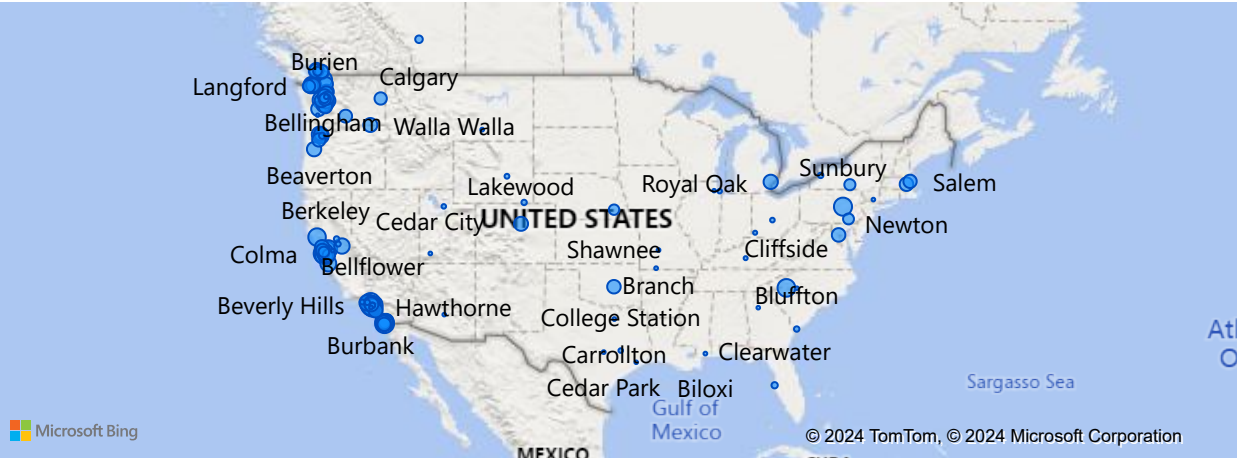 Burien
Langford
Calgary
Bellingham
Walla Walla
Beaverton
Lakewood
Royal Oak
Sunbury
Salem
Berkeley
Cedar City
UNITED STATES
Newton
Colma
Bellflower
Shawnee
Cliffside
Beverly Hills
Hawthorne
Branch
Bluffton
College Station
Burbank
Carrollton
Clearwater
Cedar Park
Biloxi
Sargasso Sea
Gulf of
Mexico
Microsoft Bing
© 2024 TomTom, © 2024 Microsoft Corporation
MEXICO